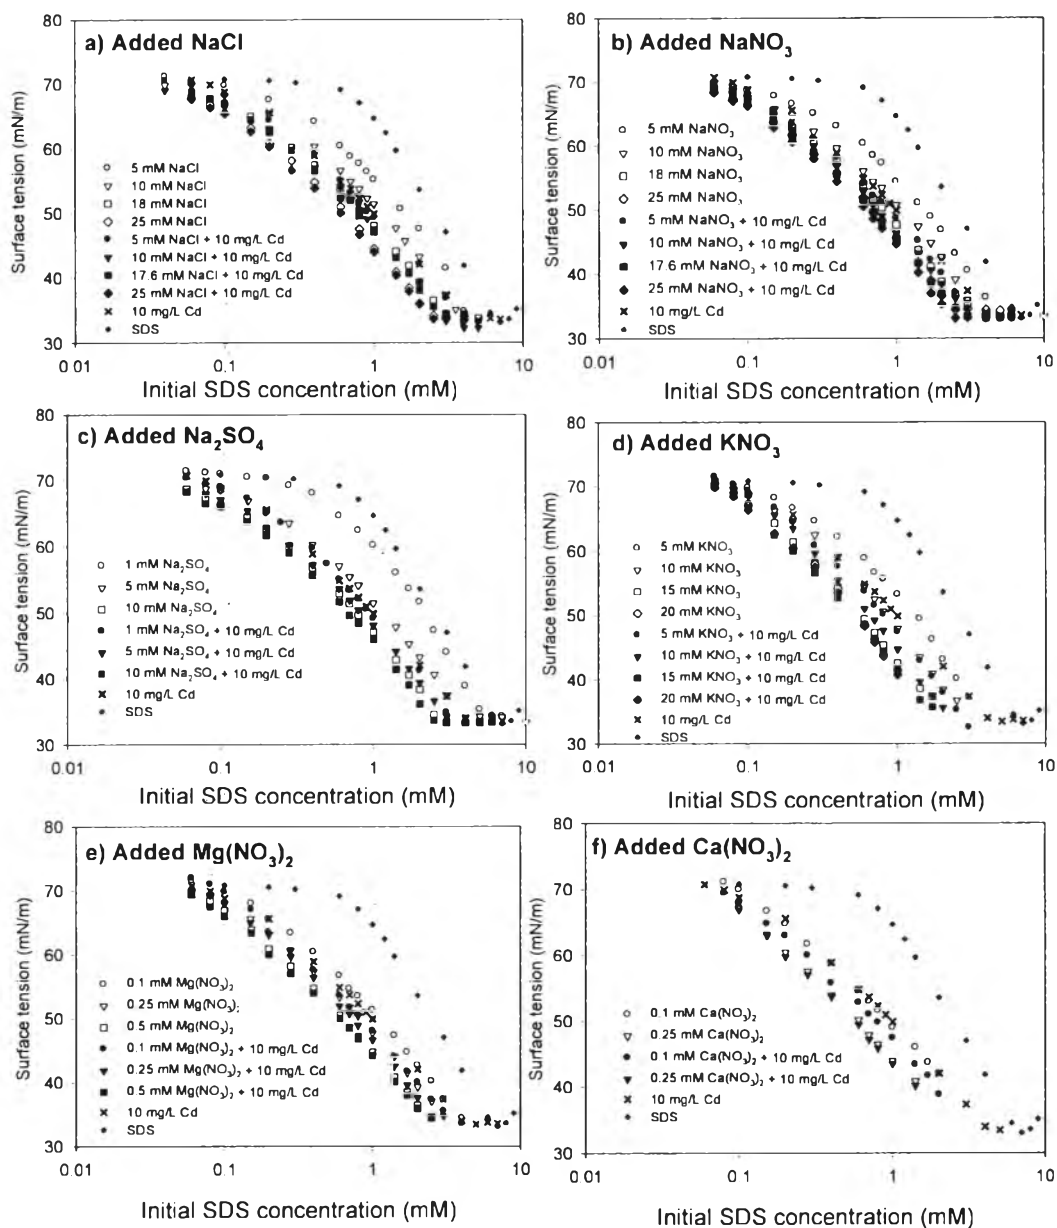 a) Added NaCl
Surface tension (mN/m)
80
70
60
50
40
30
5 mM NaCl
10 mM NaCl
18 mM NaCl
25 mM NaCl
5 mM NaCl + 10 mg/L Cd
10 mM NaCl + 10 mg/L Cd
17.6 mM NaCl + 10 mg/L Cd
25 mM NaCl + 10 mg/L Cd
10 mg/L Cd
SDS
0.01 0.1 1 10
Initial SDS concentration (mM)
b) Added NaNO₃
Surface tension (mN/m)
80
70
60
50
40
30
5 mM NaNO₃
10 mM NaNO₃
18 mM NaNO₃
25 mM NaNO₃
5 mM NaNO₃ + 10 mg/L Cd
10 mM NaNO₃ + 10 mg/L Cd
17.6 mM NaNO₃ + 10 mg/L Cd
25 mM NaNO₃ + 10 mg/L Cd
10 mg/L Cd
SDS
0.01 0.1 1 10
Initial SDS concentration (mM)
c) Added Na₂SO₄
Surface tension (mN/m)
80
70
60
50
40
30
1 mM Na₂SO₄
5 mM Na₂SO₄
10 mM Na₂SO₄
1 mM Na₂SO₄ + 10 mg/L Cd
5 mM Na₂SO₄ + 10 mg/L Cd
10 mM Na₂SO₄ + 10 mg/L Cd
10 mg/L Cd
SDS
0.01 0.1 1 10
Initial SDS concentration (mM)
d) Added KNO₃
Surface tension (mN/m)
80
70
60
50
40
30
5 mM KNO₃
10 mM KNO₃
15 mM KNO₃
20 mM KNO₃
5 mM KNO₃ + 10 mg/L Cd
10 mM KNO₃ + 10 mg/L Cd
15 mM KNO₃ + 10 mg/L Cd
20 mM KNO₃ + 10 mg/L Cd
10 mg/L Cd
SDS
0.01 0.1 1 10
Initial SDS concentration (mM)
e) Added Mg(NO₃)₂
Surface tension (mN/m)
80
70
60
50
40
30
0.1 mM Mg(NO₃)₂
0.25 mM Mg(NO₃)₂
0.5 mM Mg(NO₃)₂
0.1 mM Mg(NO₃)₂ + 10 mg/L Cd
0.25 mM Mg(NO₃)₂ + 10 mg/L Cd
0.5 mM Mg(NO₃)₂ + 10 mg/L Cd
10 mg/L Cd
SDS
0.01 0.1 1 10
Initial SDS concentration (mM)
f) Added Ca(NO₃)₂
Surface tension (mN/m)
80
70
60
50
40
30
0.1 mM Ca(NO₃)₂
0.25 mM Ca(NO₃)₂
0.1 mM Ca(NO₃)₂ + 10 mg/L Cd
0.25 mM Ca(NO₃)₂ + 10 mg/L Cd
10 mg/L Cd
SDS
0.01 0.1 1 10
Initial SDS concentration (mM)